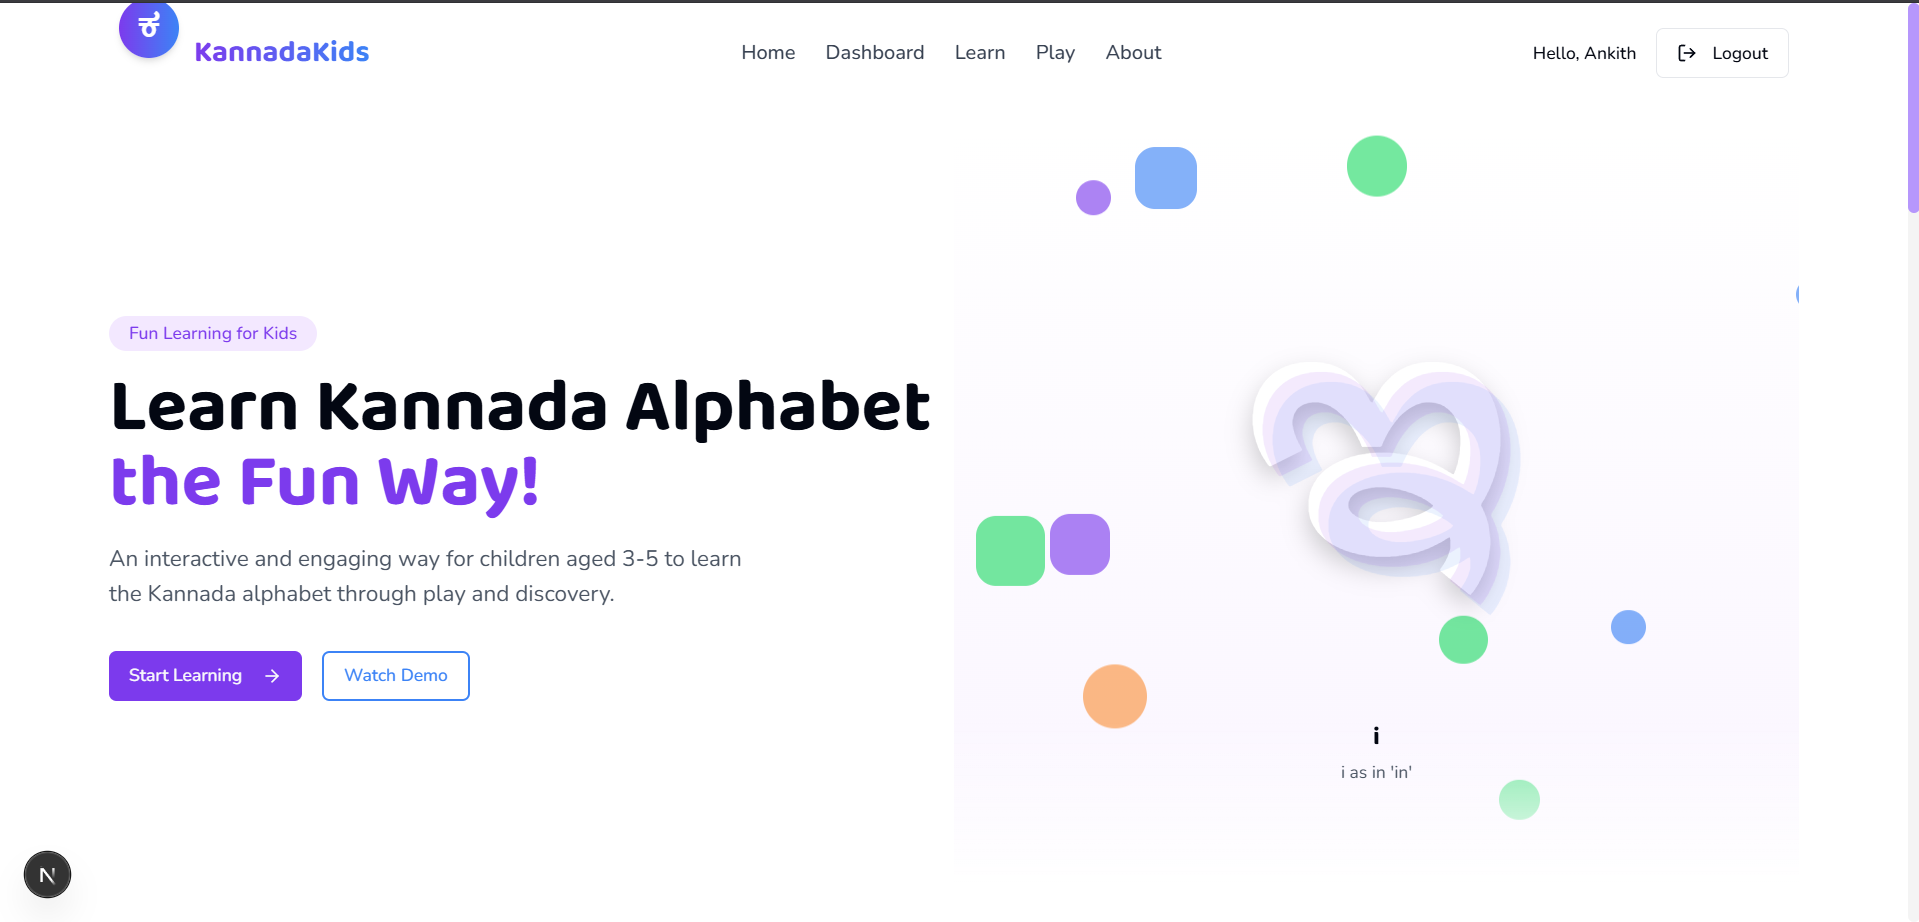 ಕ
KannadaKids
Home Dashboard Learn Play About
Hello, Ankith
Logout
Fun Learning for Kids
Learn Kannada Alphabet
the Fun Way!
An interactive and engaging way for children aged 3-5 to learn
the Kannada alphabet through play and discovery.
Start Learning
Watch Demo
ಇ
i
i as in 'in'
N